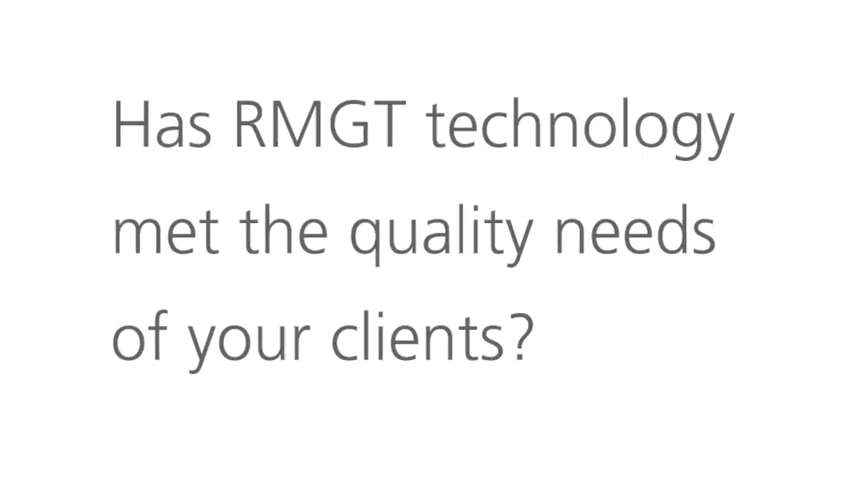 Has RMGT technology
met the quality needs
of your clients?